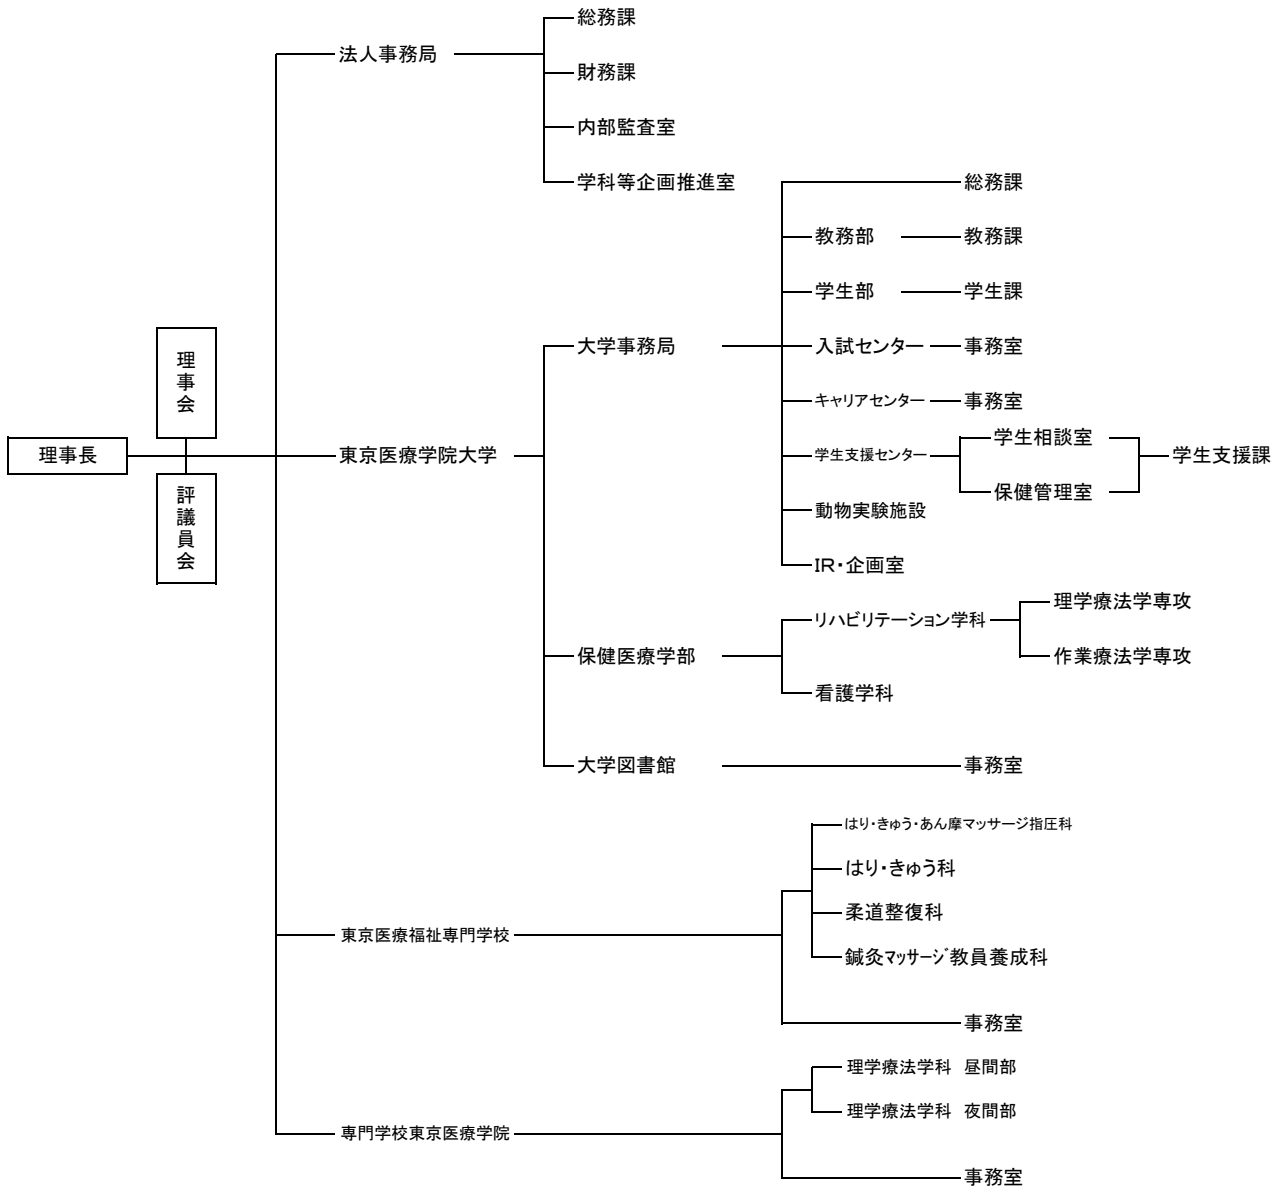 総務課
法人事務局
財務課
内部監査室
学科等企画推進室
総務課
教務部 教務課
学生部 学生課
理事会
大学事務局
入試センター 事務室
キャリアセンター 事務室
理事長
東京医療学院大学
学生支援センター
学生相談室
学生支援課
保健管理室
評議員会
動物実験施設
IR・企画室
リハビリテーション学科
理学療法学専攻
保健医療学部
作業療法学専攻
看護学科
大学図書館 事務室
はり・きゅう・あん摩マッサージ指圧科
はり・きゅう科
柔道整復科
東京医療福祉専門学校
鍼灸マッサージ教員養成科
事務室
理学療法学科 昼間部
理学療法学科 夜間部
専門学校東京医療学院
事務室